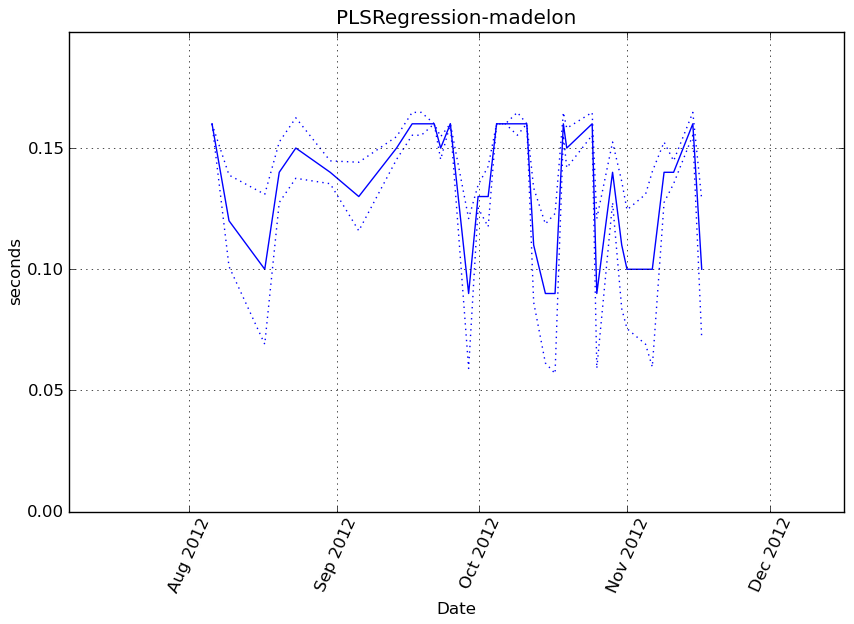 PLSRegression-madelon
seconds
0.15
0.10
0.05
0.00
Aug 2012
Sep 2012
Oct 2012
Nov 2012
Dec 2012
Date